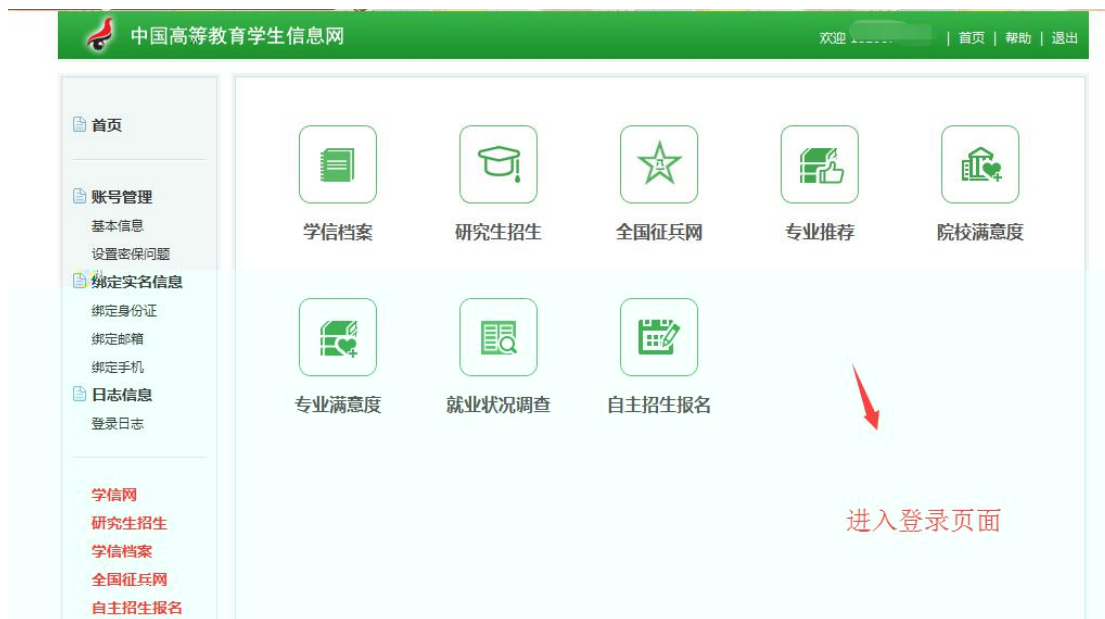 中国高等教育学生信息网
欢迎 | 首页 | 帮助 | 退出
首页
账号管理
基本信息
设置密保问题
绑定实名信息
绑定身份证
绑定邮箱
绑定手机
日志信息
登录日志
学信网
研究生招生
学信档案
全国征兵网
自主招生报名
学信档案 研究生招生 全国征兵网 专业推荐 院校满意度
专业满意度 就业状况调查 自主招生报名
进入登录页面